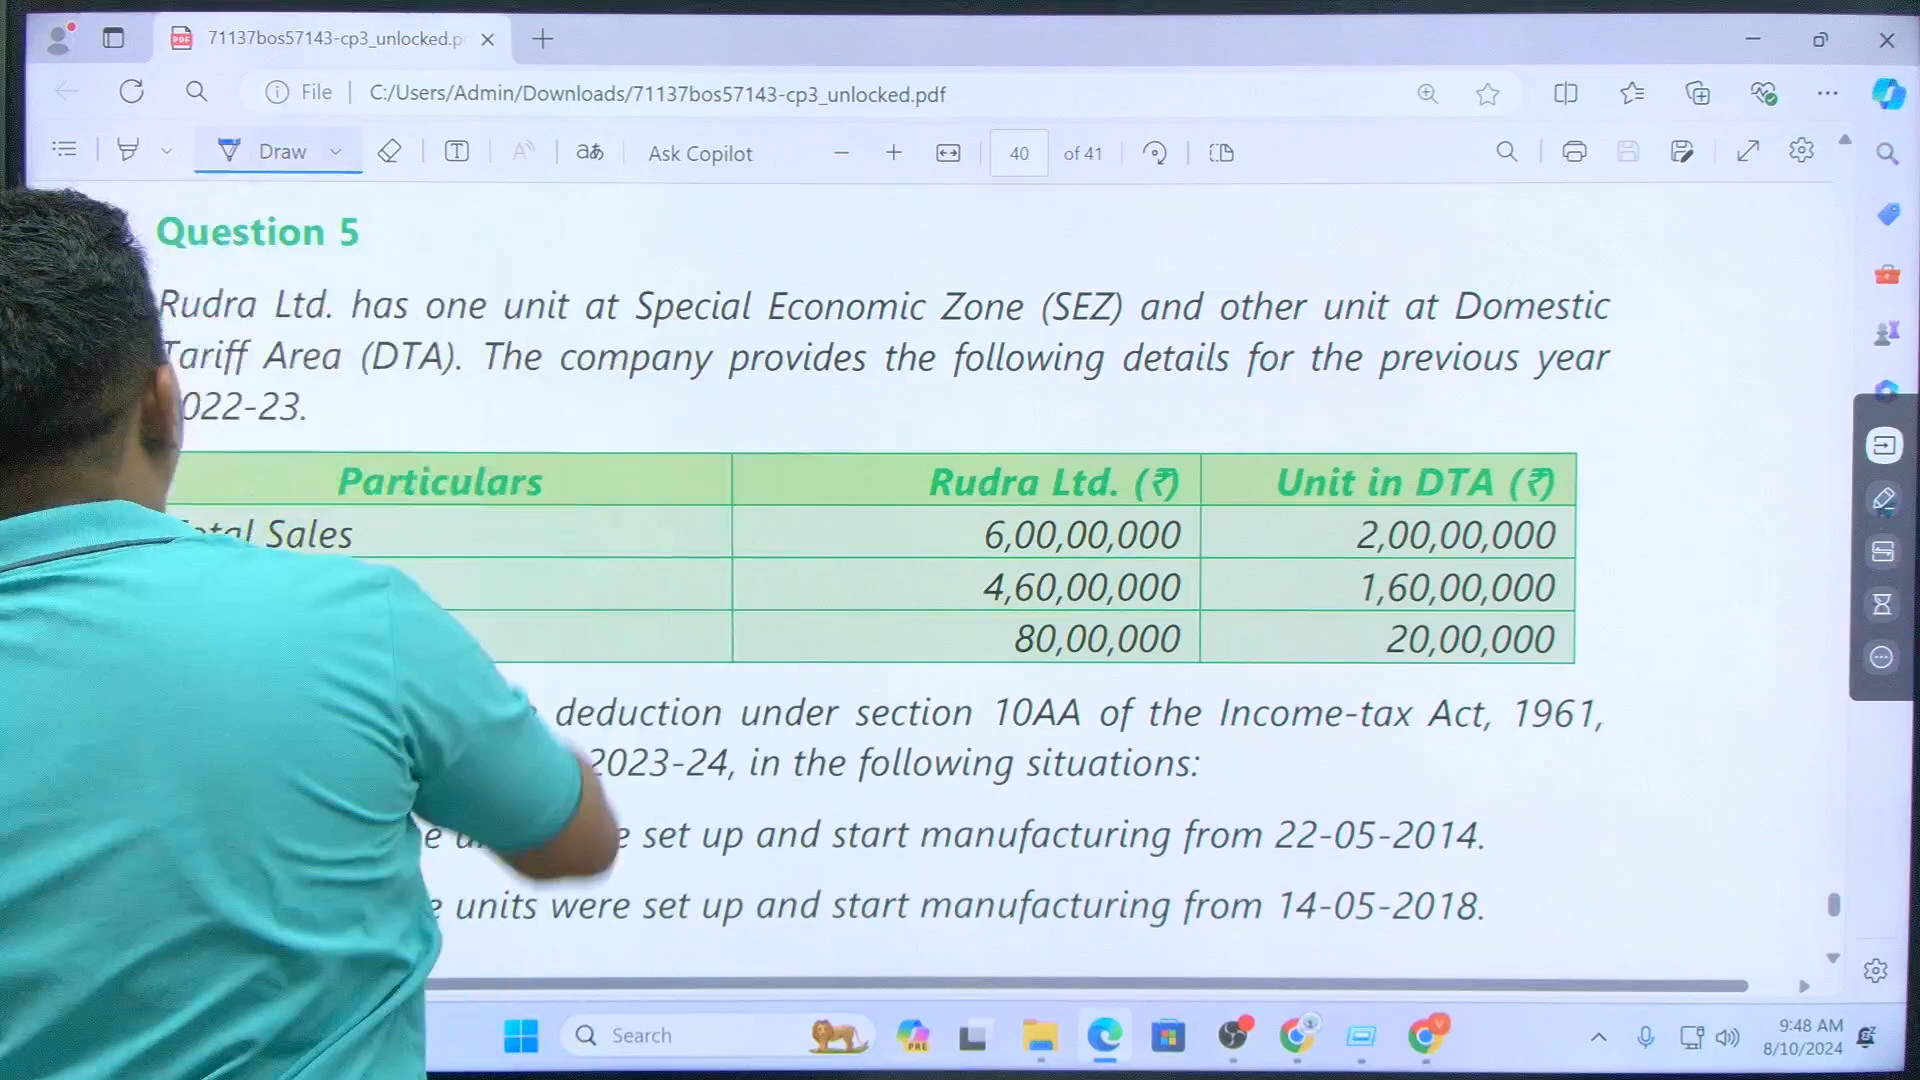 71137bos57143-cp3_unlocked.p
File
C:/Users/Admin/Downloads/71137bos57143-cp3_unlocked.pdf
Draw
Ask Copilot
40
of 41
Question 5
Rudra Ltd. has one unit at Special Economic Zone (SEZ) and other unit at Domestic
Tariff Area (DTA). The company provides the following details for the previous year
022-23.
Particulars Rudra Ltd. (₹) Unit in DTA (₹)
Total Sales 6,00,00,000 2,00,00,000
4,60,00,000 1,60,00,000
80,00,000 20,00,000
deduction under section 10AA of the Income-tax Act, 1961,
2023-24, in the following situations:
set up and start manufacturing from 22-05-2014.
units were set up and start manufacturing from 14-05-2018.
Search
PRE
9:48 AM
8/10/2024